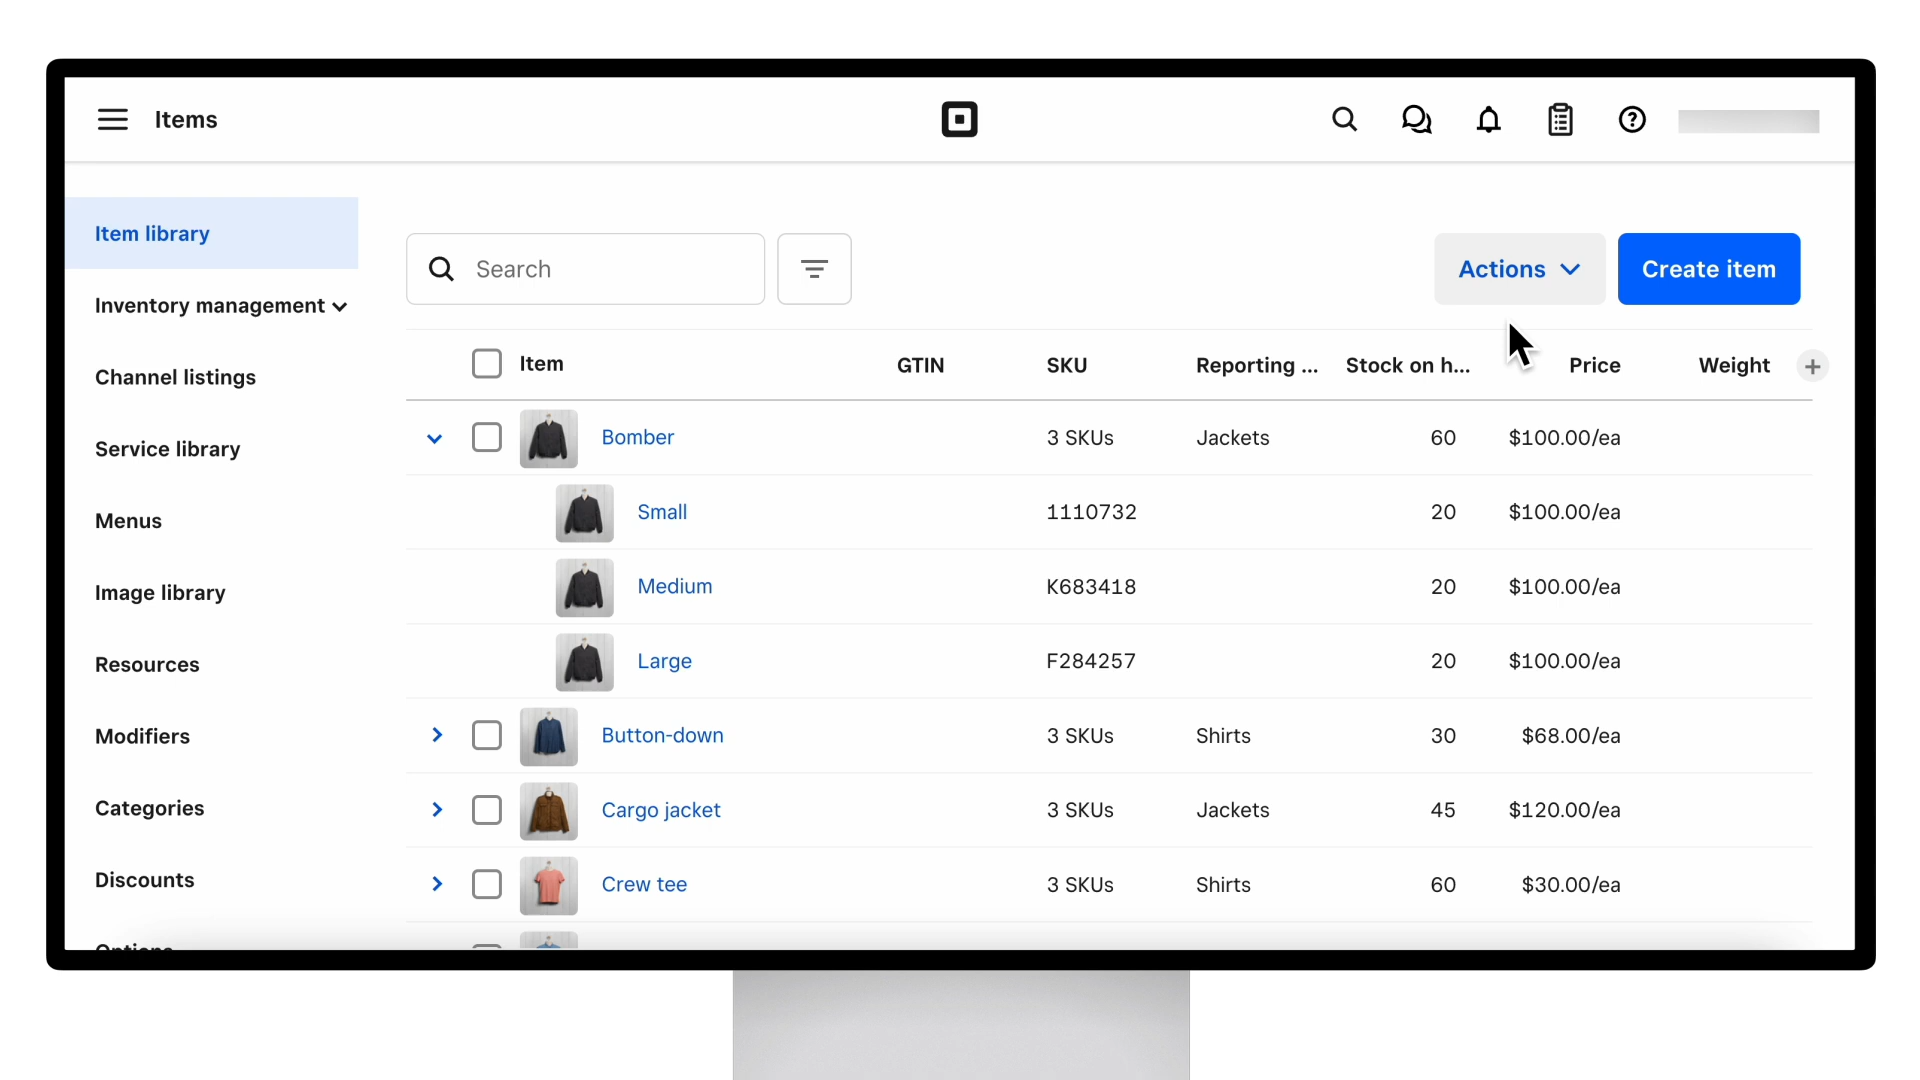 Items
Item library
Search
Actions
Create item
Inventory management
Item
GTIN
SKU
Reporting ...
Stock on h...
Price
Weight
Channel listings
Bomber
3 SKUs
Jackets
60
$100.00/ea
Service library
Small
1110732
20
$100.00/ea
Menus
Medium
K683418
20
$100.00/ea
Image library
Large
F284257
20
$100.00/ea
Resources
Modifiers
Button-down
3 SKUs
Shirts
30
$68.00/ea
Categories
Cargo jacket
3 SKUs
Jackets
45
$120.00/ea
Discounts
Crew tee
3 SKUs
Shirts
60
$30.00/ea
Options